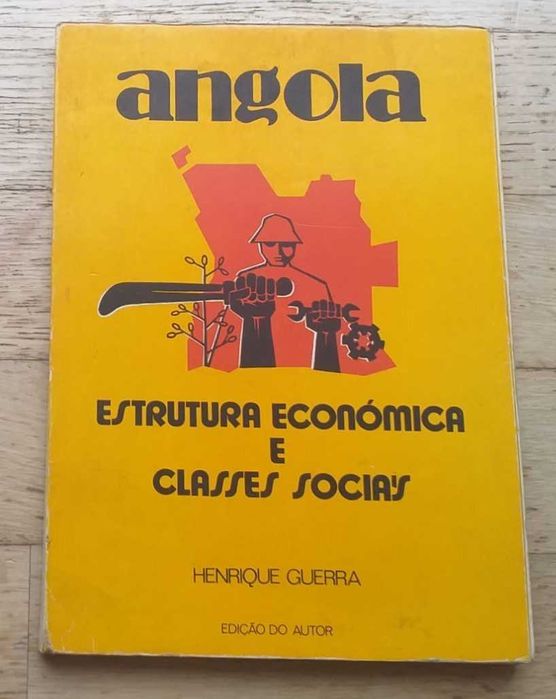 angola
ESTRUTURA ECONÓMICA
E
CLASSES SOCIAIS
HENRIQUE GUERRA
EDIÇÃO DO AUTOR